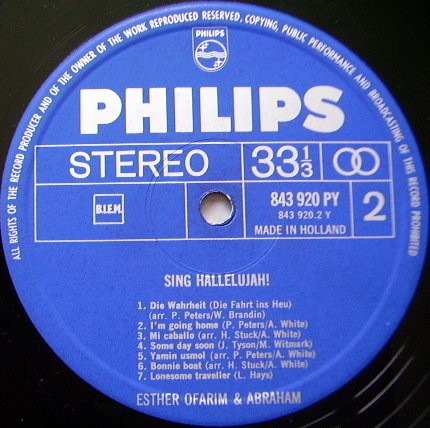 ALL RIGHTS OF THE RECORD PRODUCER AND OF THE OWNER OF THE WORK REPRODUCED RESERVED, COPYING, PUBLIC PERFORMANCE AND BROADCASTING OF THIS RECORD PROHIBITED
PHILIPS
PHILIPS
STEREO 33 1/3
B.I.E.M. 843 920 PY 2
843 920.2 Y
MADE IN HOLLAND
SING HALLELUJAH!
1. Die Wahrheit (Die Fahrt ins Heu)
(arr. P. Peters/W. Brandin)
2. I'm going home (P. Peters/A. White)
3. Mi caballo (arr. H. Stuck/A. White)
4. Some day soon (J. Tyson/M. Witmark)
5. Yamin usmol (arr. P. Peters/A. White)
6. Bonnie boat (arr. H. Stuck/A. White)
7. Lonesome traveller (L. Hays)
ESTHER OFARIM & ABRAHAM